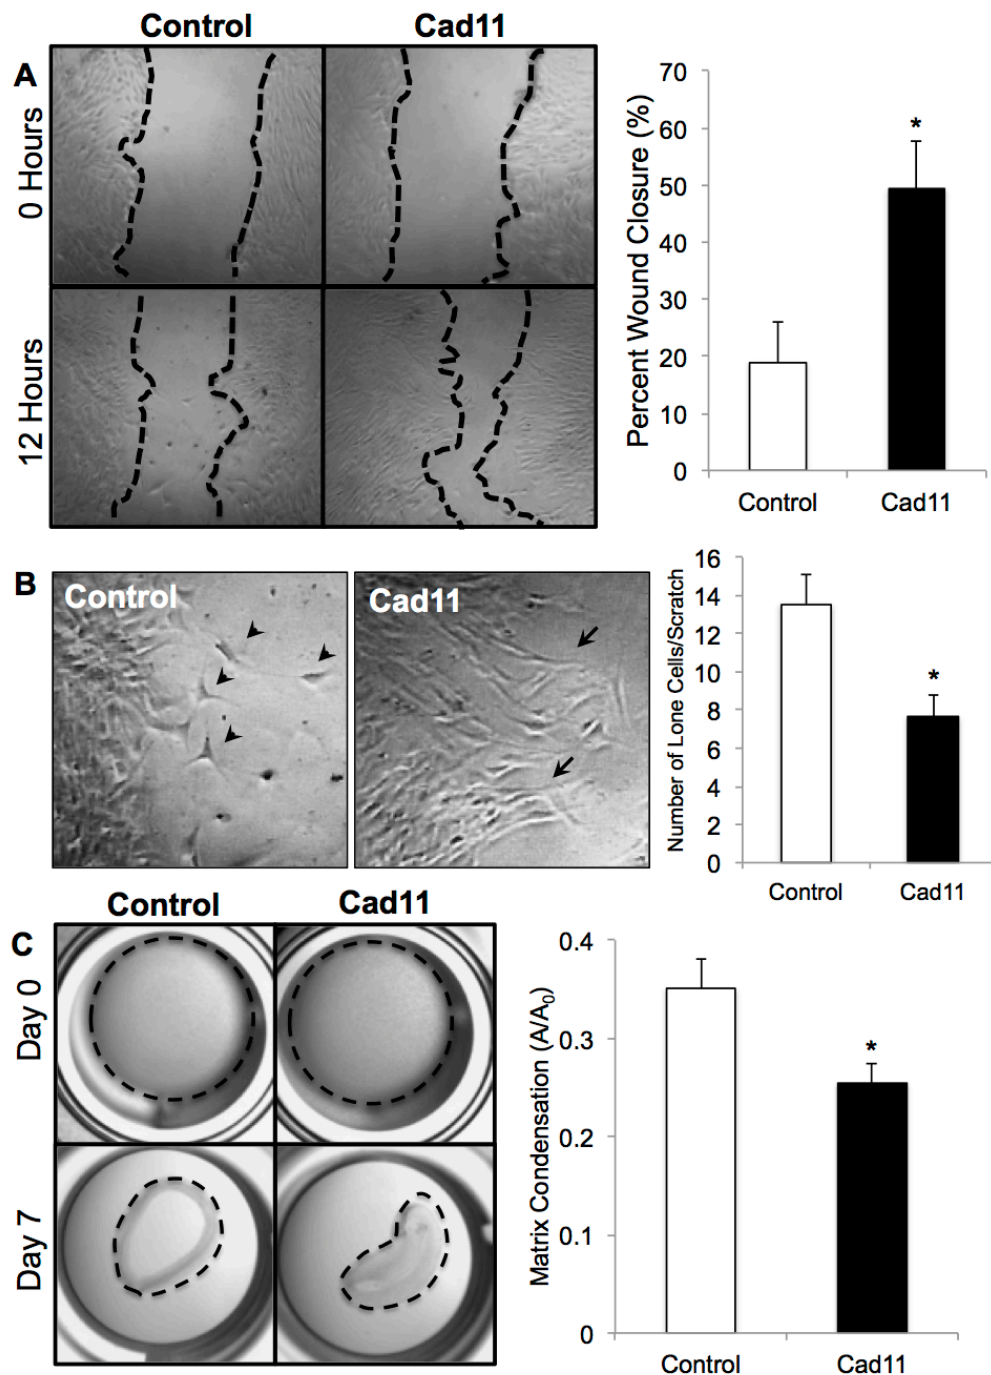 Control
Cad11
A
0 Hours
12 Hours
Percent Wound Closure (%)
70
60
50
40
30
20
10
0
*
Control
Cad11
B
Control
Cad11
Number of Lone Cells/Scratch
16
14
12
10
8
6
4
2
0
*
Control
Cad11
Control
Cad11
C
Day 0
Day 7
Matrix Condensation (A/A₀)
0.4
0.3
0.2
0.1
0
*
Control
Cad11